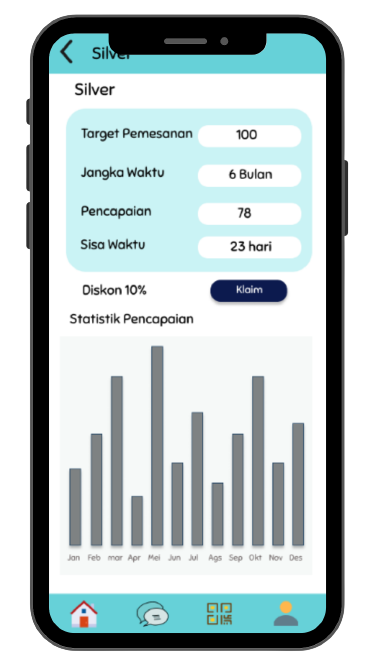 Silver
Silver
Target Pemesanan 100
Jangka Waktu 6 Bulan
Pencapaian 78
Sisa Waktu 23 hari
Diskon 10% Klaim
Statistik Pencapaian
Jan Feb mar Apr Mei Jun Jul Ags Sep Okt Nov Des